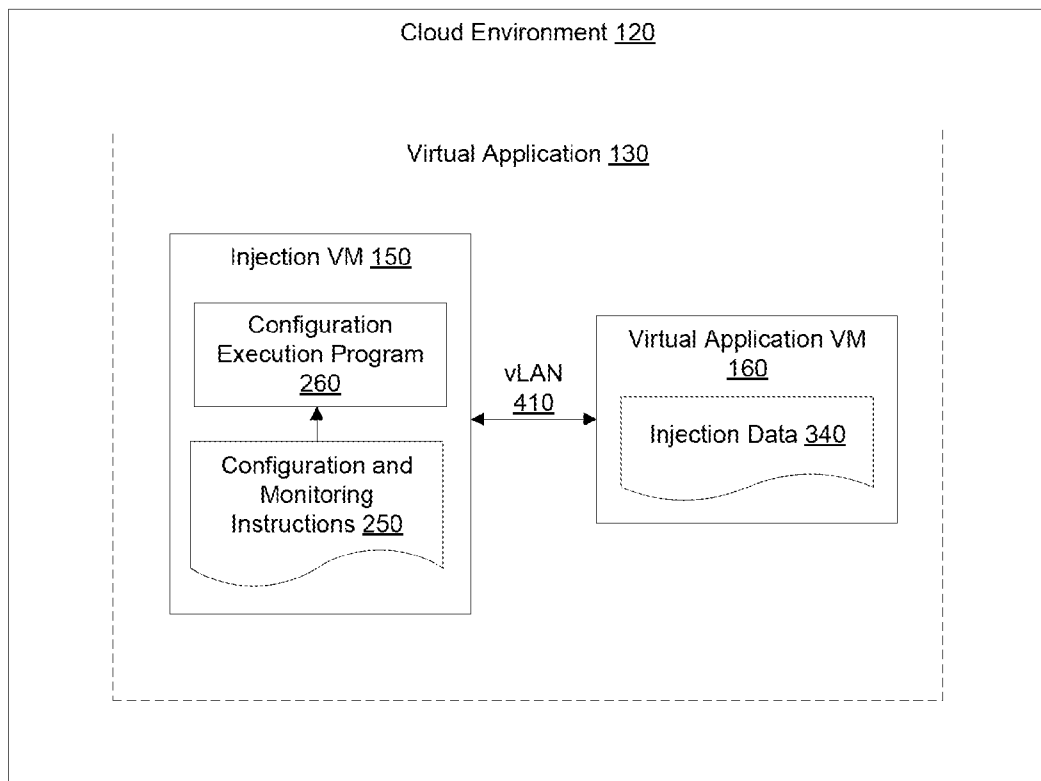 Cloud Environment 120
Virtual Application 130
Injection VM 150
Configuration
Execution Program
260
Configuration and
Monitoring
Instructions 250
vLAN
410
Virtual Application VM
160
Injection Data 340